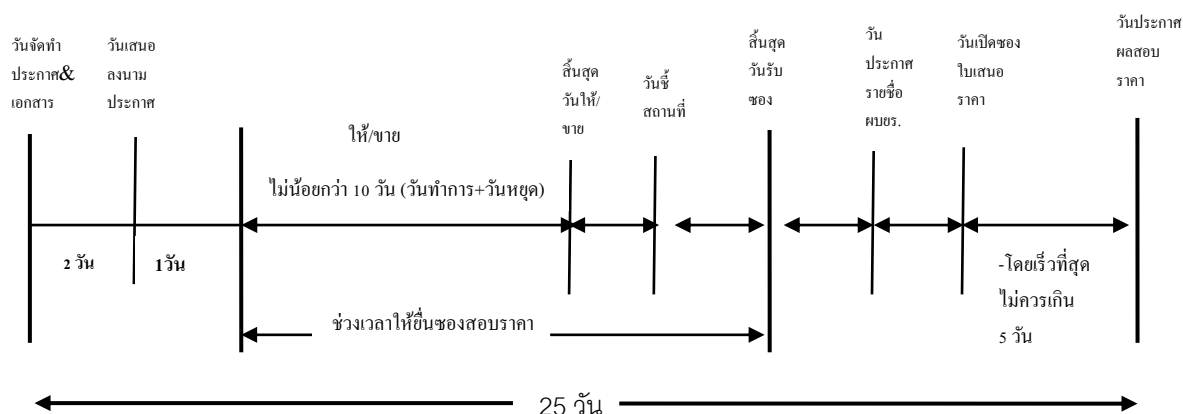 วันจัดทำ
ประกาศ&
เอกสาร
วันเสนอ
ลงนาม
ประกาศ
สิ้นสุด
วันให้/
ขาย
วันชี้
สถานที่
สิ้นสุด
วันรับ
ซอง
วัน
ประกาศ
รายชื่อ
ผบยร.
วันเปิดซอง
ใบเสนอ
ราคา
วันประกาศ
ผลสอบ
ราคา
ให้/ขาย
ไม่น้อยกว่า 10 วัน (วันทำการ+วันหยุด)
2 วัน
1วัน
-โดยเร็วที่สุด
ไม่ควรเกิน
5 วัน
ช่วงเวลาให้ยื่นซองสอบราคา
25 วัน